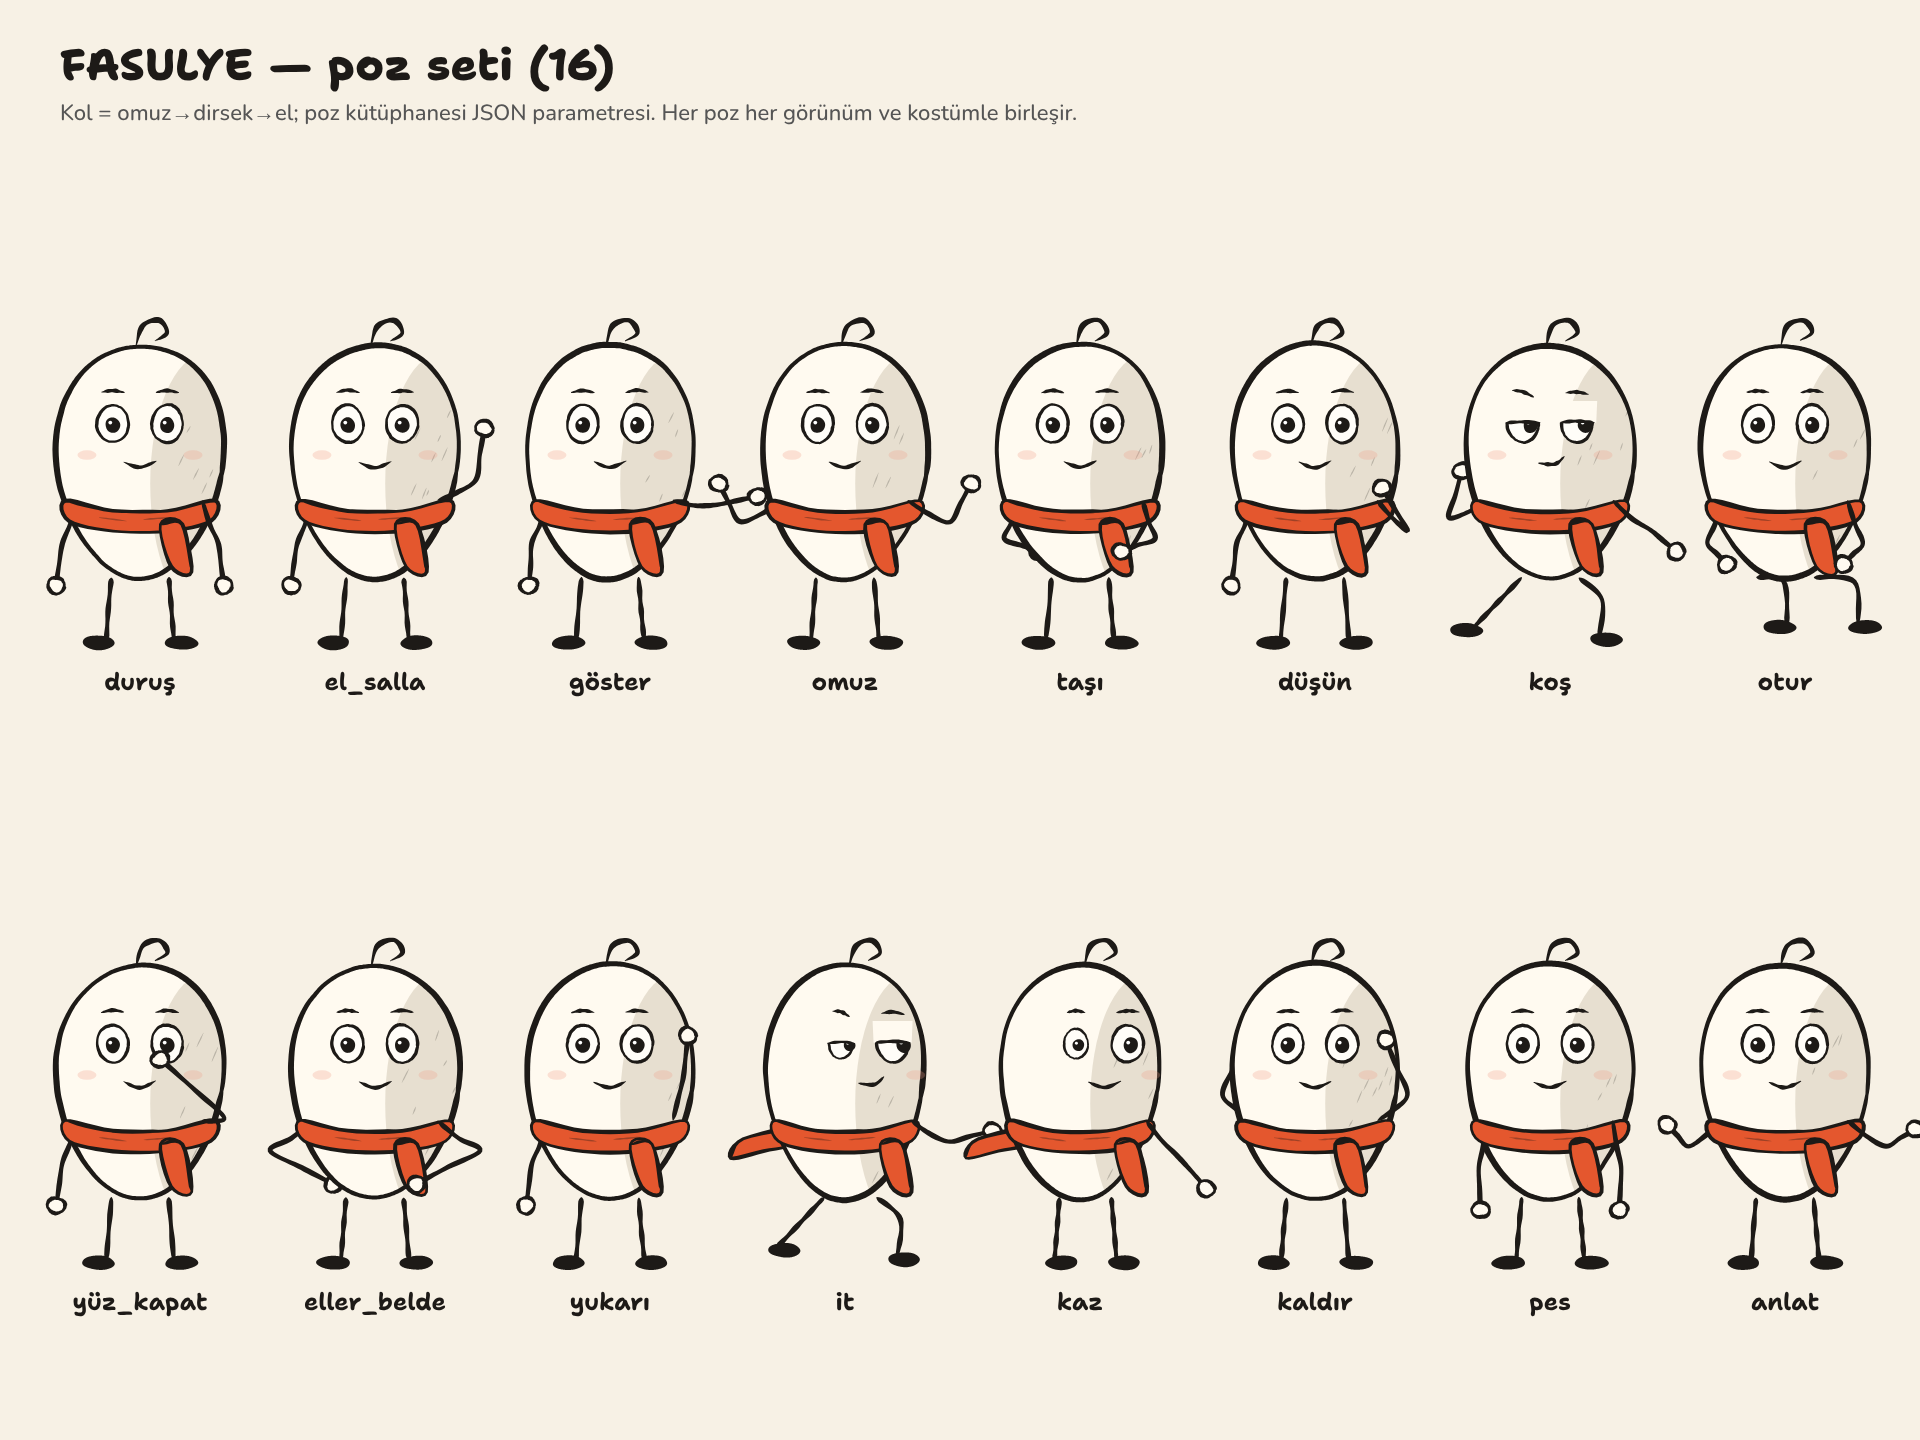 FASULYE — poz seti (16)
Kol = omuz→dirsek→el; poz kütüphanesi JSON parametresi. Her poz her görünüm ve kostümle birleşir.
duruş
el_salla
göster
omuz
taşı
düşün
koş
otur
yüz_kapat
eller_belde
yukarı
it
kaz
kaldır
pes
anlat